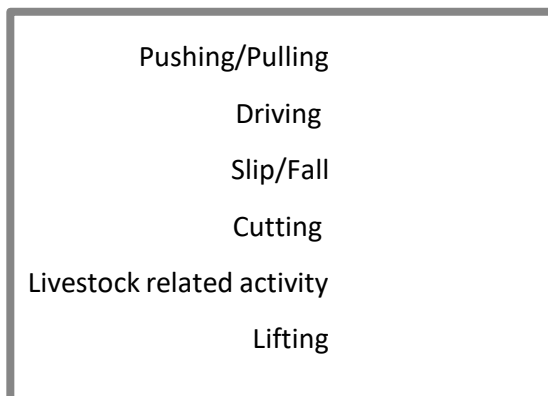 Pushing/Pulling
Driving
Slip/Fall
Cutting
Livestock related activity
Lifting